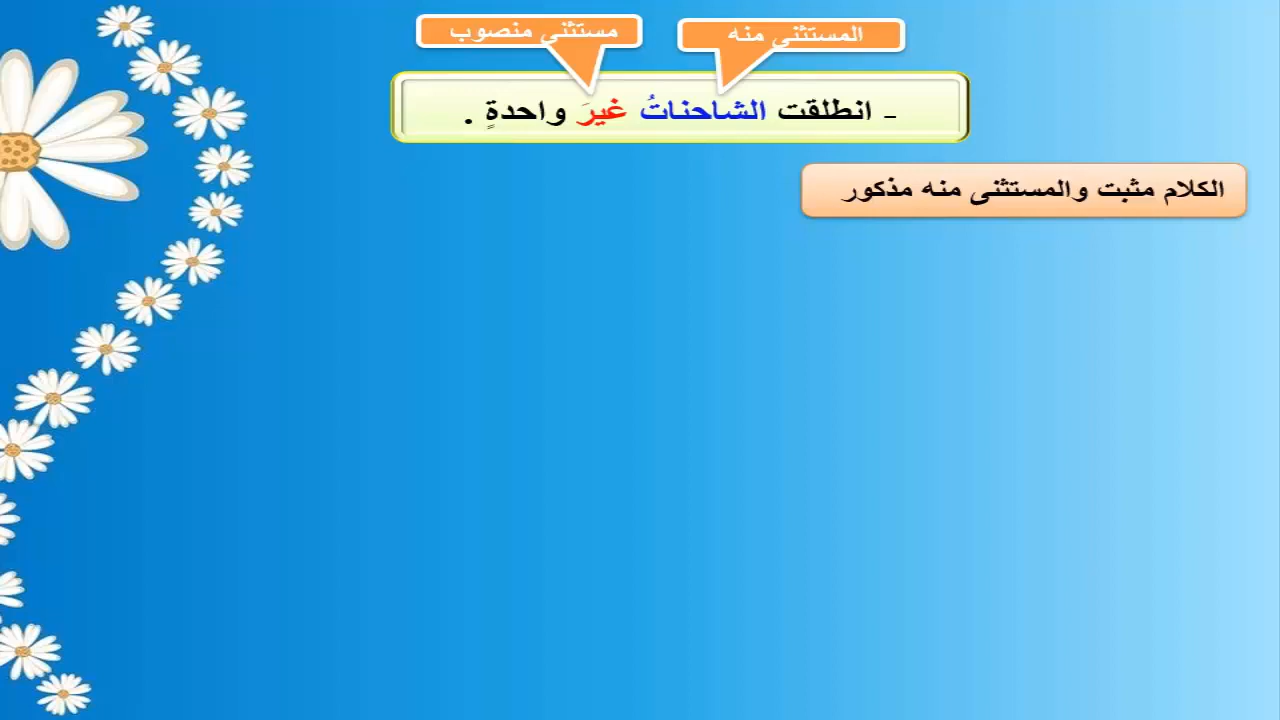 المستثنى منه
مستثنى منصوب
- انطلقت الشاحناتُ غيرَ واحدةٍ .
الكلام مثبت والمستثنى منه مذكور